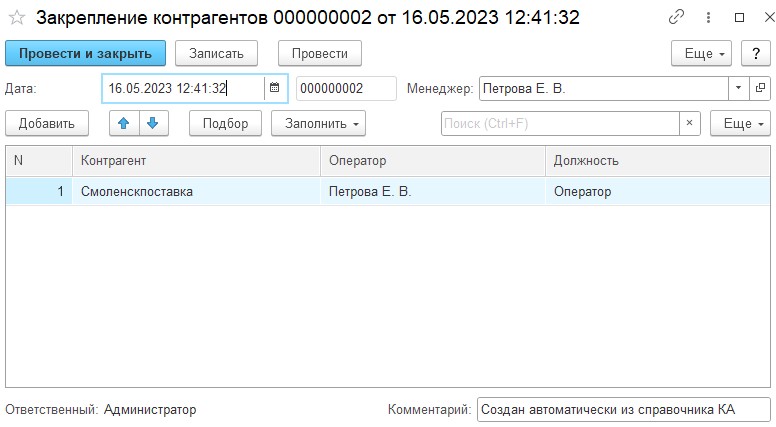 Закрепление контрагентов 000000002 от 16.05.2023 12:41:32
Провести и закрыть Записать Провести Еще ?
Дата: 16.05.2023 12:41:32 000000002 Менеджер: Петрова Е. В.
Добавить Подбор Заполнить Поиск (Ctrl+F) × Еще
N Контрагент Оператор Должность
1 Смоленскпоставка Петрова Е. В. Оператор
Ответственный: Администратор Комментарий: Создан автоматически из справочника КА